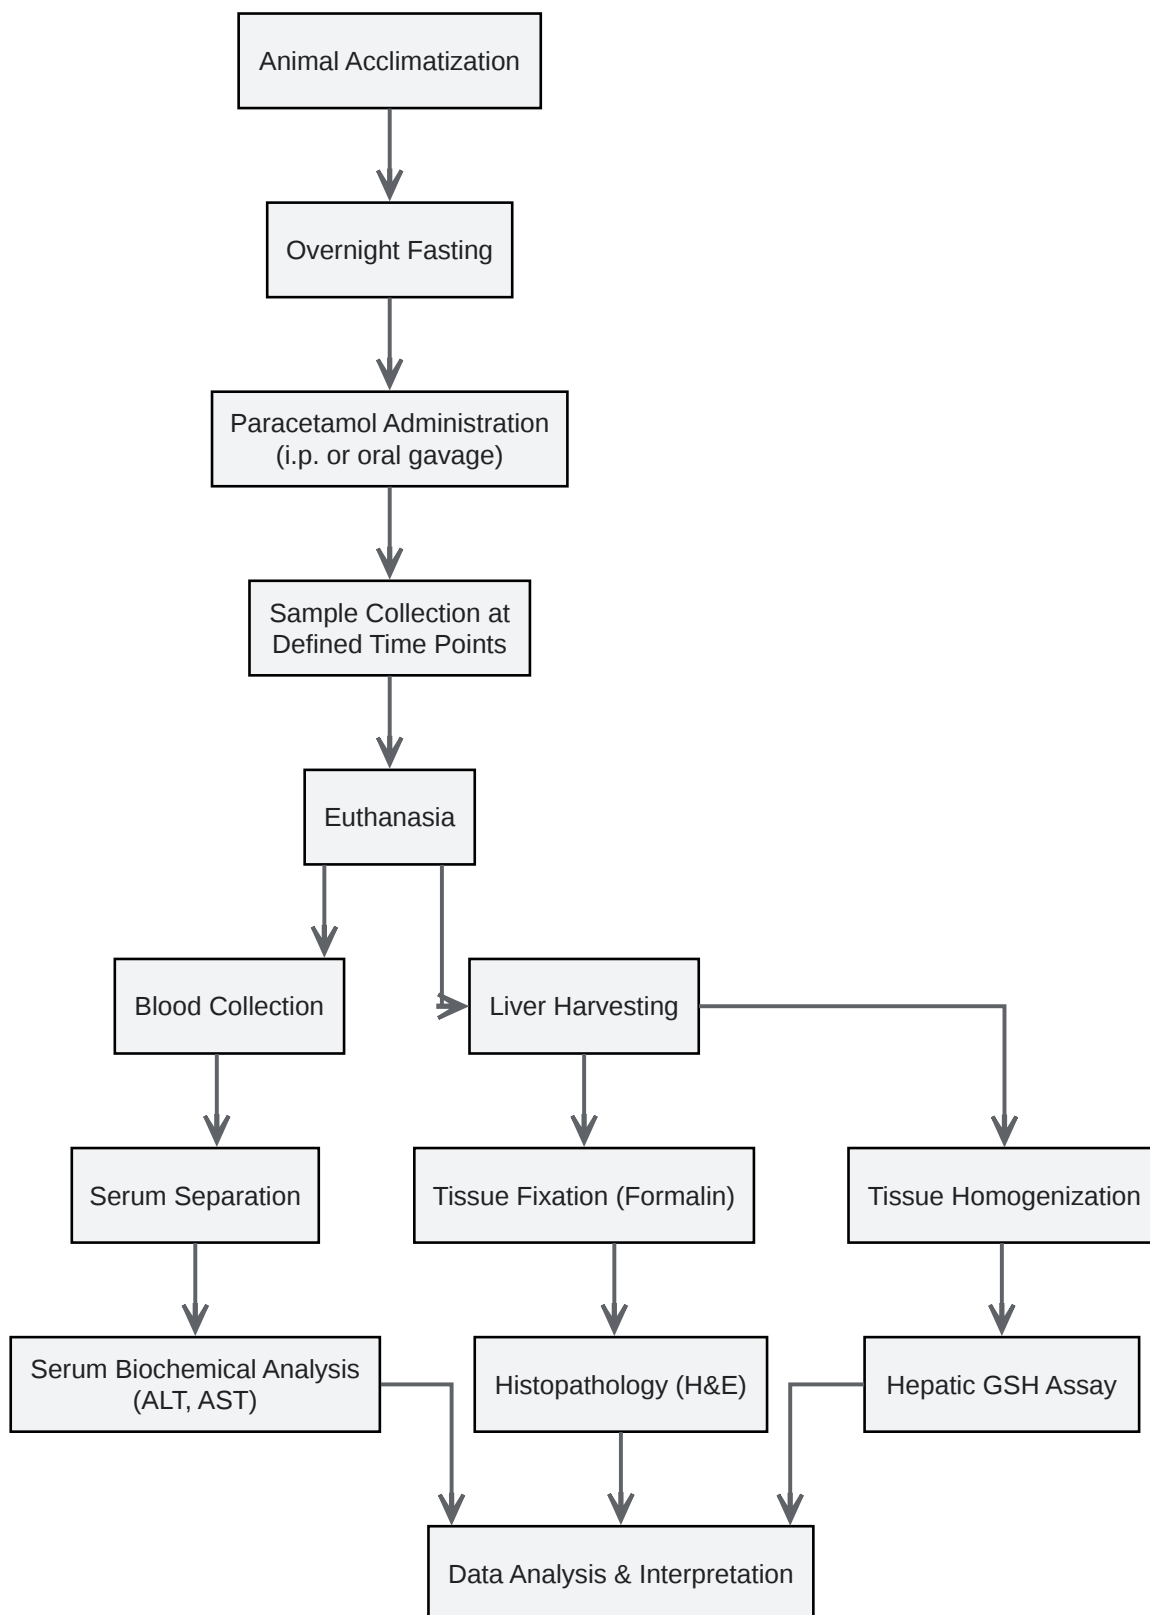 Animal Acclimatization
Overnight Fasting
Paracetamol Administration
(i.p. or oral gavage)
Sample Collection at
Defined Time Points
Euthanasia
Blood Collection
Liver Harvesting
Serum Separation
Tissue Fixation (Formalin)
Tissue Homogenization
Serum Biochemical Analysis
(ALT, AST)
Histopathology (H&E)
Hepatic GSH Assay
Data Analysis & Interpretation